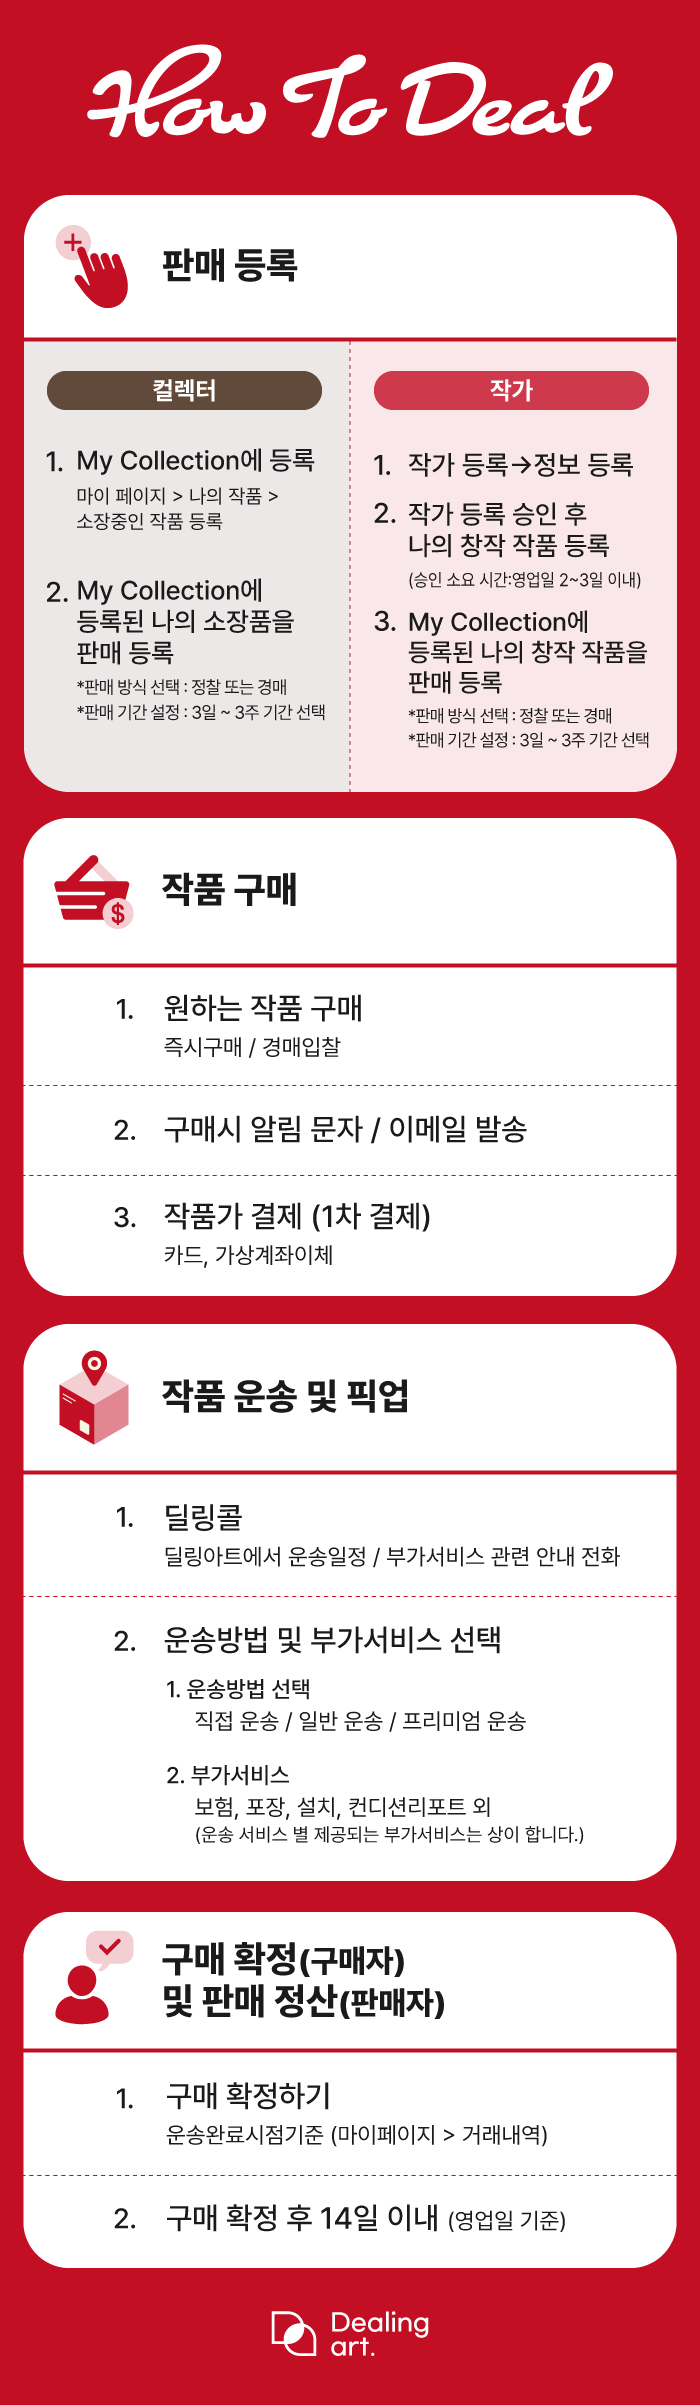 How To Deal
판매 등록
컬렉터
1. My Collection에 등록
마이 페이지 > 나의 작품 >
소장중인 작품 등록
2. My Collection에
등록된 나의 소장품을
판매 등록
*판매 방식 선택 : 정찰 또는 경매
*판매 기간 설정 : 3일 ~ 3주 기간 선택
작가
1. 작가 등록→정보 등록
2. 작가 등록 승인 후
나의 창작 작품 등록
(승인 소요 시간:영업일 2~3일 이내)
3. My Collection에
등록된 나의 창작 작품을
판매 등록
*판매 방식 선택 : 정찰 또는 경매
*판매 기간 설정 : 3일 ~ 3주 기간 선택
$
작품 구매
1. 원하는 작품 구매
즉시구매 / 경매입찰
2. 구매시 알림 문자 / 이메일 발송
3. 작품가 결제 (1차 결제)
카드, 가상계좌이체
작품 운송 및 픽업
1. 딜링콜
딜링아트에서 운송일정 / 부가서비스 관련 안내 전화
2. 운송방법 및 부가서비스 선택
1. 운송방법 선택
직접 운송 / 일반 운송 / 프리미엄 운송
2. 부가서비스
보험, 포장, 설치, 컨디션리포트 외
(운송 서비스 별 제공되는 부가서비스는 상이 합니다.)
구매 확정(구매자)
및 판매 정산(판매자)
1. 구매 확정하기
운송완료시점기준 (마이페이지 > 거래내역)
2. 구매 확정 후 14일 이내 (영업일 기준)
Dealing
art.